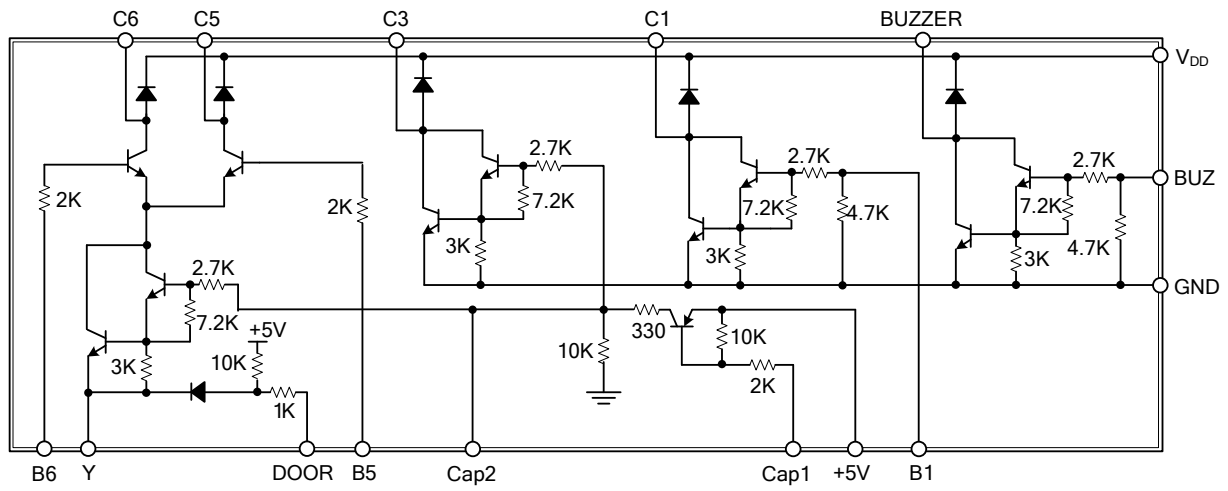 C6 C5 C3 C1 BUZZER
V_DD
2.7K 2.7K 2.7K
BUZ
2K 2K 7.2K 7.2K 4.7K 7.2K
3K 3K 3K 4.7K
2.7K
GND
7.2K +5V 330 10K
3K 10K 10K 2K
1K
B6 Y DOOR B5 Cap2 Cap1 +5V B1